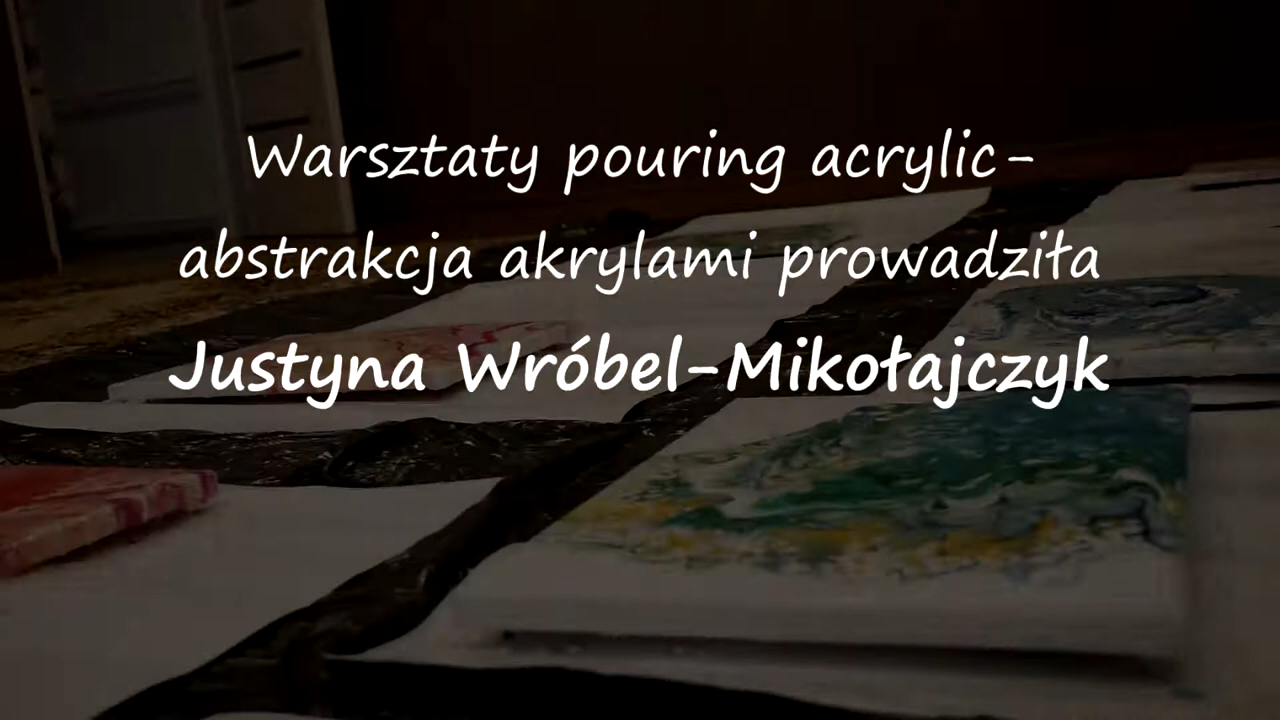 Warsztaty pouring acrylic-
abstrakcja akrylami prowadziła
Justyna Wróbel-Mikołajczyk